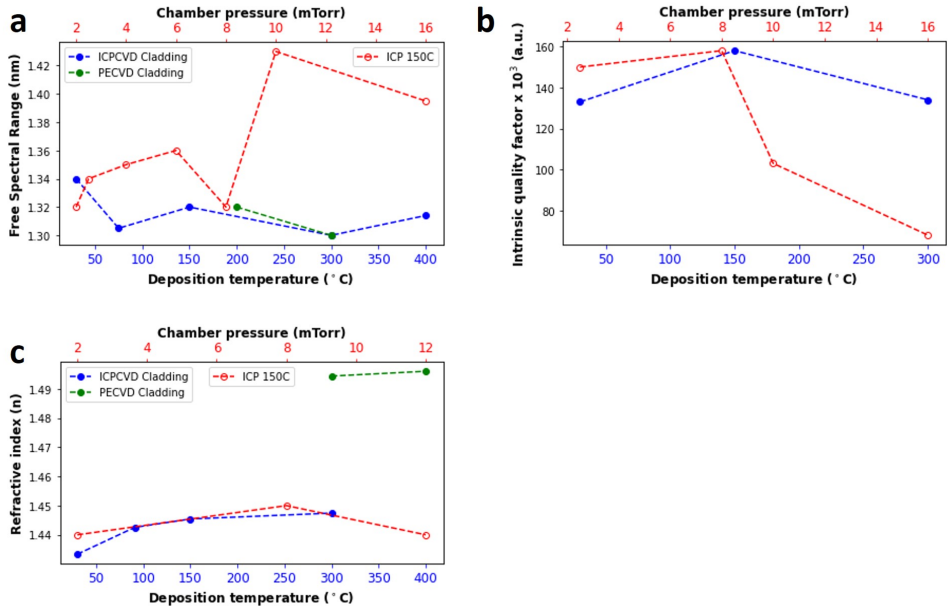 a
Chamber pressure (mTorr)
2 4 6 8 10 12 14 16
ICPCVD Cladding
PECVD Cladding
ICP 150C
Free Spectral Range (nm)
1.42
1.40
1.38
1.36
1.34
1.32
1.30
50 100 150 200 250 300 350 400
Deposition temperature (°C)
b
Chamber pressure (mTorr)
2 4 6 8 10 12 14 16
Intrinsic quality factor x 10³ (a.u.)
160
140
120
100
80
50 100 150 200 250 300
Deposition temperature (°C)
c
Chamber pressure (mTorr)
2 4 6 8 10 12
ICPCVD Cladding
PECVD Cladding
ICP 150C
Refractive index (n)
1.49
1.48
1.47
1.46
1.45
1.44
50 100 150 200 250 300 350 400
Deposition temperature (°C)